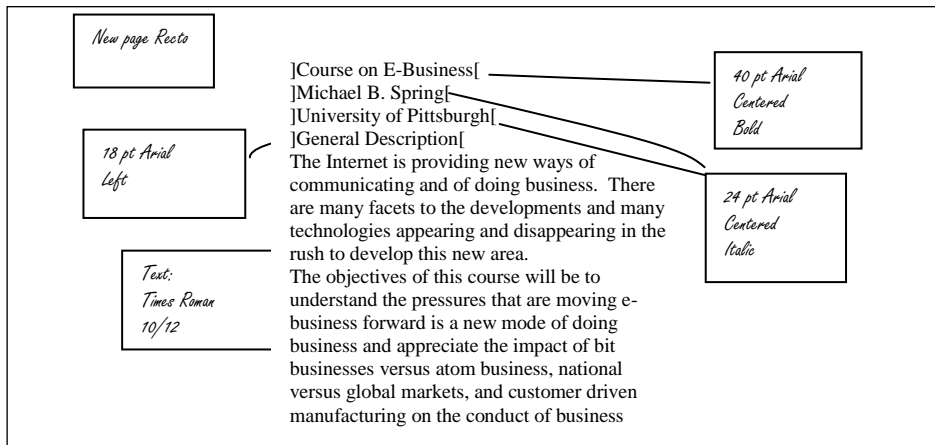 New page Recto
]Course on E-Business[
]Michael B. Spring[
]University of Pittsburgh[
]General Description[
The Internet is providing new ways of
communicating and of doing business.  There
are many facets to the developments and many
technologies appearing and disappearing in the
rush to develop this new area.
The objectives of this course will be to
understand the pressures that are moving e-
business forward is a new mode of doing
business and appreciate the impact of bit
businesses versus atom business, national
versus global markets, and customer driven
manufacturing on the conduct of business
40 pt Arial
Centered
Bold
18 pt Arial
Left
24 pt Arial
Centered
Italic
Text:
Times Roman
10/12